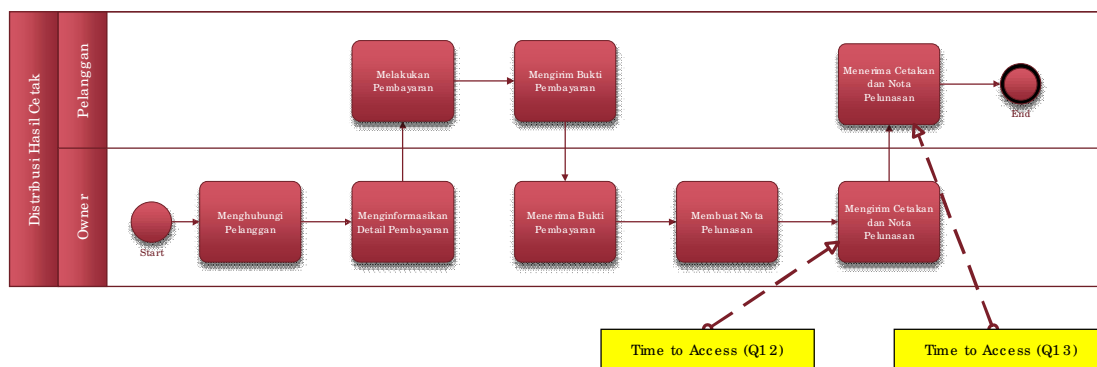 Distribusi Hasil Cetak
Pelanggan
Melakukan
Pembayaran
Mengirim Bukti
Pembayaran
Menerima Cetakan
dan Nota
Pelunasan
End
Owner
Start
Menghubungi
Pelanggan
Menginformasikan
Detail Pembayaran
Menerima Bukti
Pembayaran
Membuat Nota
Pelunasan
Mengirim Cetakan
dan Nota
Pelunasan
Time to Access (Q12)
Time to Access (Q13)